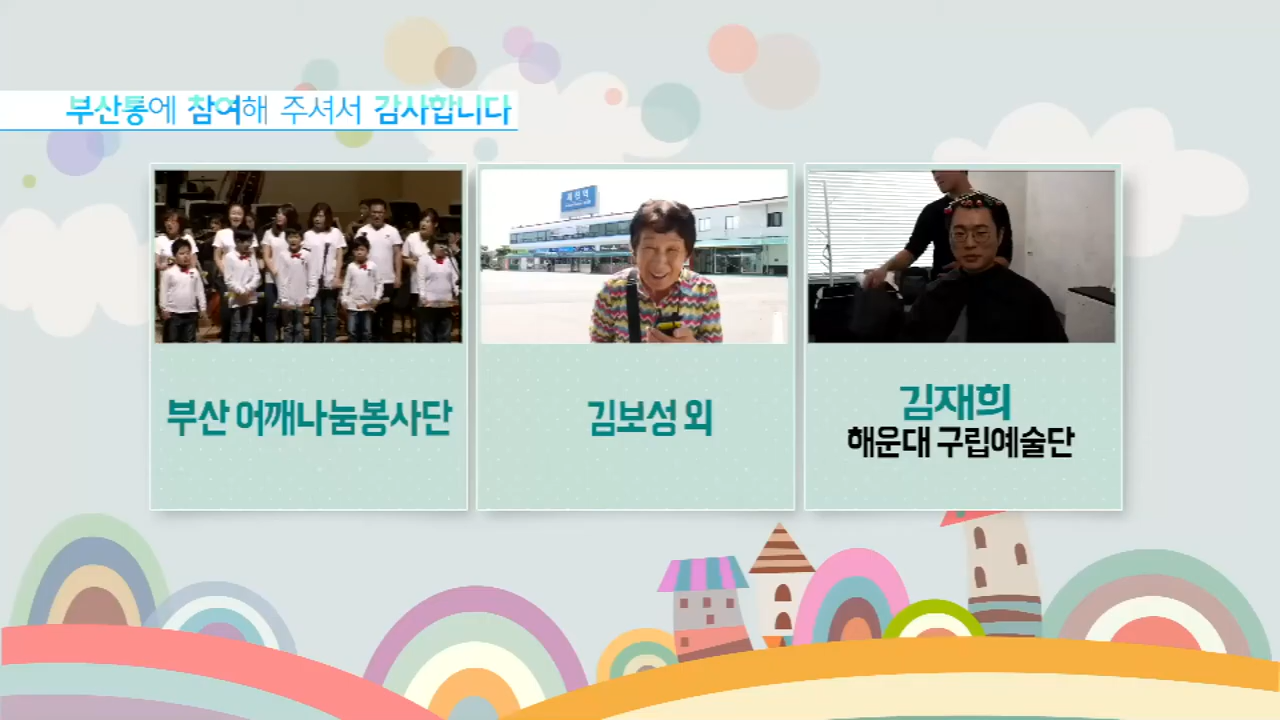 부산통에 참여해 주셔서 감사합니다
부산 어깨나눔봉사단
김보성 외
김재희
해운대 구립예술단